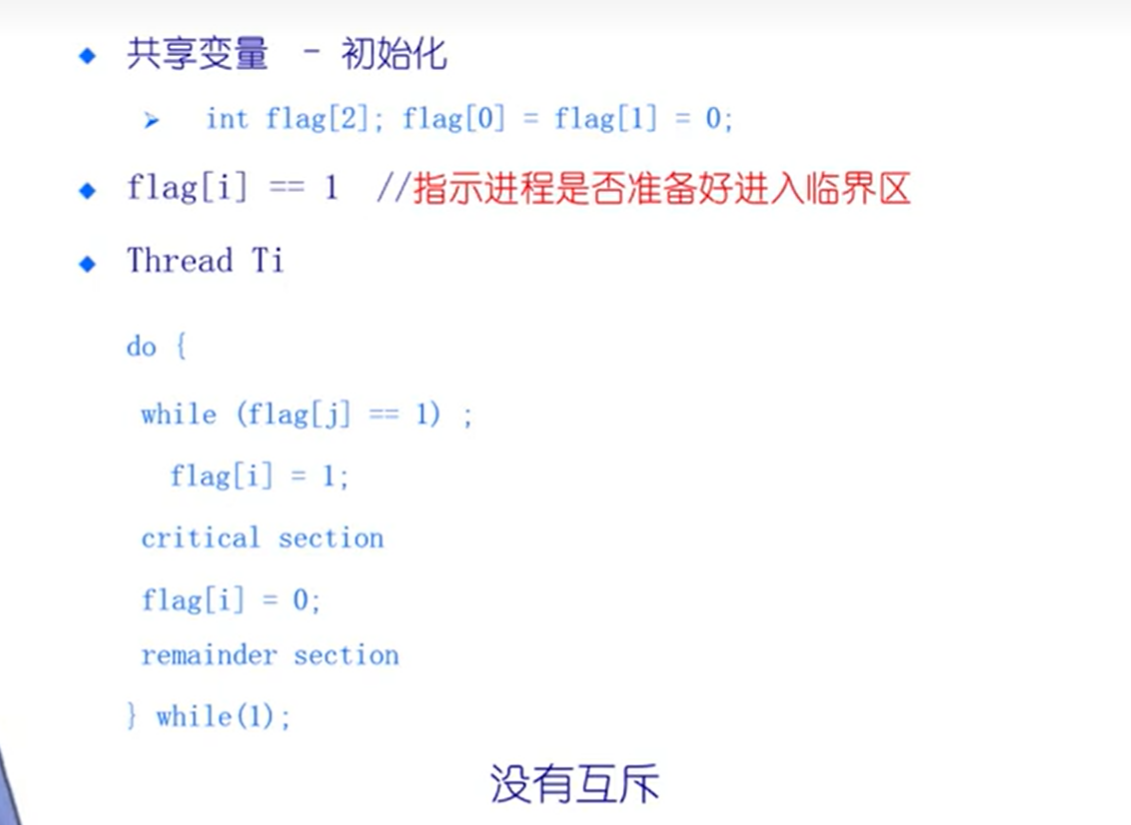 共享变量 - 初始化
int flag[2]; flag[0] = flag[1] = 0;
flag[i] == 1 //指示进程是否准备好进入临界区
Thread Ti
do {
while (flag[j] == 1) ;
flag[i] = 1;
critical section
flag[i] = 0;
remainder section
} while(1);
没有互斥